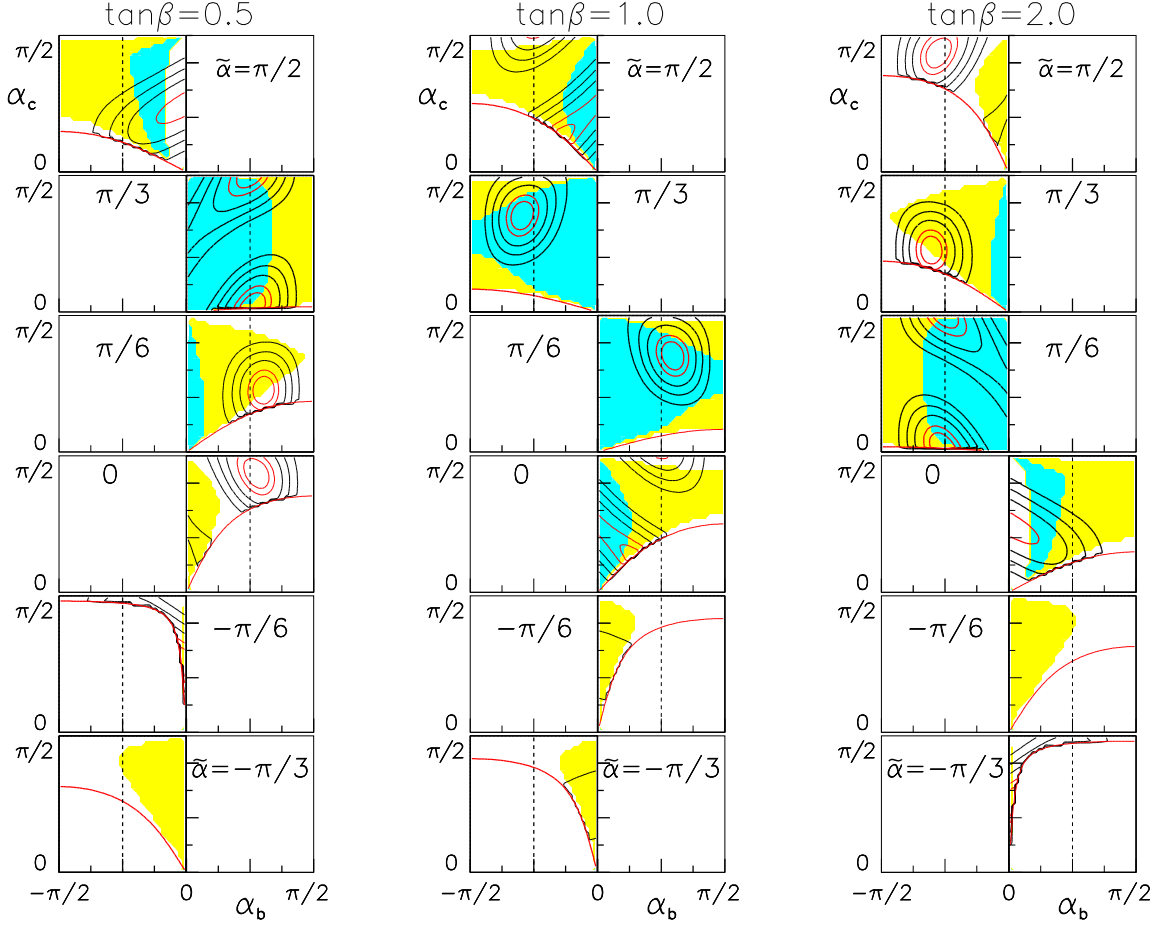 tanβ=0.5 tanβ=1.0 tanβ=2.0
π/2 α̃=π/2 π/2 α̃=π/2 π/2 α̃=π/2
α_c α_c α_c
0 0 0
π/2 π/3 π/2 π/3 π/2 π/3
0 0 0
π/2 π/6 π/2 π/6 π/2 π/6
0 0 0
π/2 0 π/2 0 π/2 0
0 0 0
π/2 −π/6 π/2 −π/6 π/2 −π/6
0 0 0
π/2 α̃=−π/3 π/2 α̃=−π/3 π/2 α̃=−π/3
0 0 0
−π/2 0 π/2 −π/2 0 π/2 −π/2 0 π/2
α_b α_b α_b